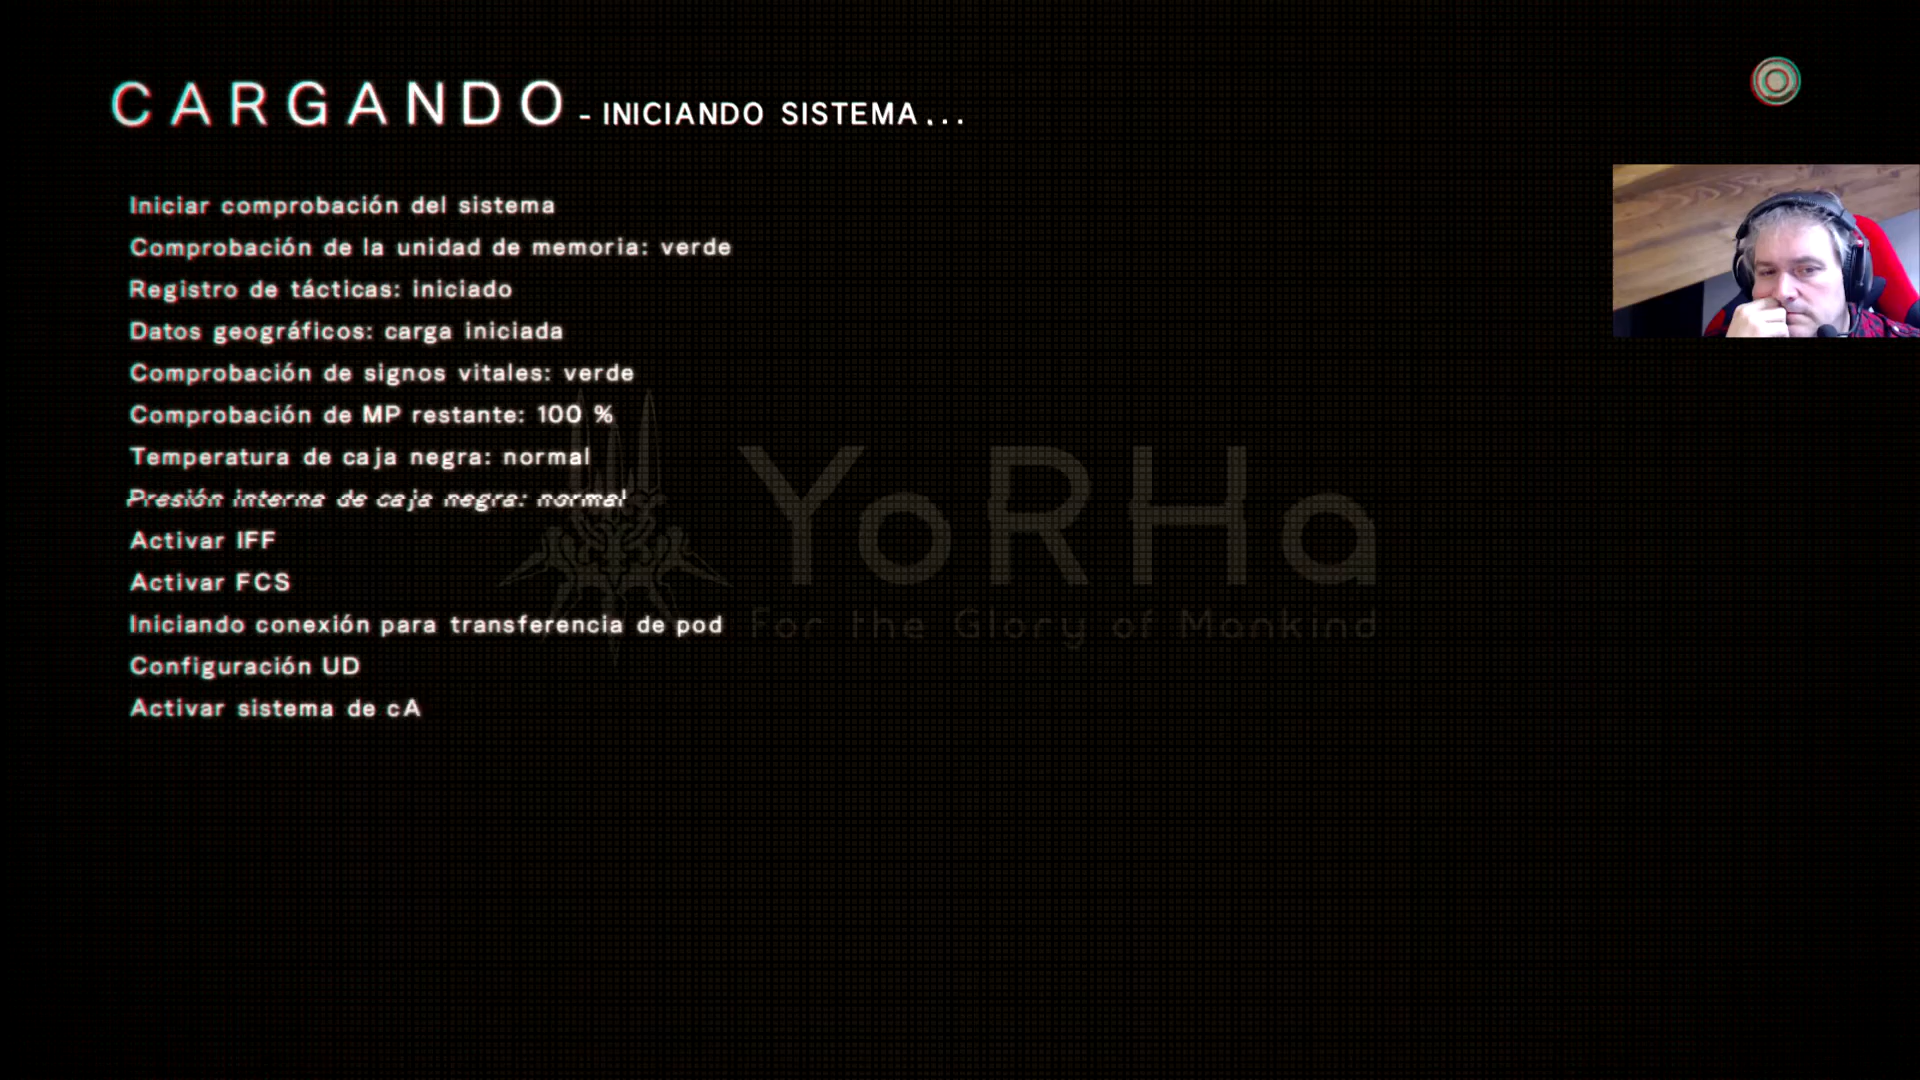 CARGANDO - INICIANDO SISTEMA...
Iniciar comprobación del sistema
Comprobación de la unidad de memoria: verde
Registro de tácticas: iniciado
Datos geográficos: carga iniciada
Comprobación de signos vitales: verde
Comprobación de MP restante: 100 %
Temperatura de caja negra: normal
Presión interna de caja negra: normal
Activar IFF
Activar FCS
Iniciando conexión para transferencia de pod
Configuración UD
Activar sistema de cA
YoRHa
For the Glory of Mankind